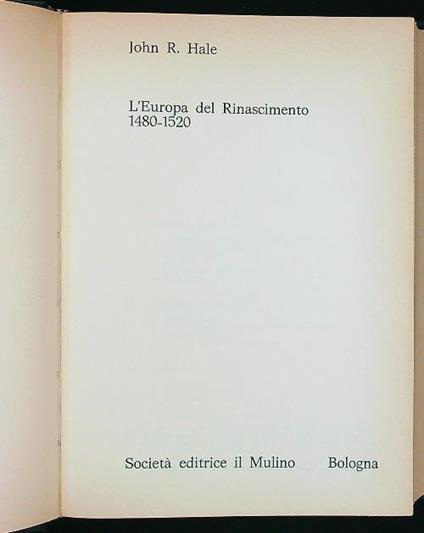 John R. Hale
L'Europa del Rinascimento
1480-1520
Società editrice il Mulino Bologna